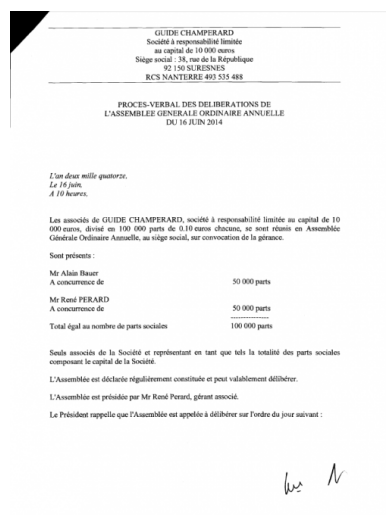 GUIDE CHAMPERARD
Société à responsabilité limitée
au capital de 10 000 euros
Siège social : 38, rue de la République
92 150 SURESNES
RCS NANTERRE 493 535 488
PROCES-VERBAL DES DELIBERATIONS DE
L'ASSEMBLEE GENERALE ORDINAIRE ANNUELLE
DU 16 JUIN 2014
L'an deux mille quatorze,
Le 16 juin,
A 10 heures,
Les associés de GUIDE CHAMPERARD, société à responsabilité limitée au capital de 10
000 euros, divisé en 100 000 parts de 0,10 euros chacune, se sont réunis en Assemblée
Générale Ordinaire Annuelle, au siège social, sur convocation de la gérance.
Sont présents :
Mr Alain Bauer
A concurrence de 50 000 parts
Mr René PERARD
A concurrence de 50 000 parts
---------------
Total égal au nombre de parts sociales 100 000 parts
Seuls associés de la Société et représentant en tant que tels la totalité des parts sociales
composant le capital de la Société.
L'Assemblée est déclarée régulièrement constituée et peut valablement délibérer.
L'Assemblée est présidée par Mr René Perard, gérant associé.
Le Président rappelle que l'Assemblée est appelée à délibérer sur l'ordre du jour suivant :